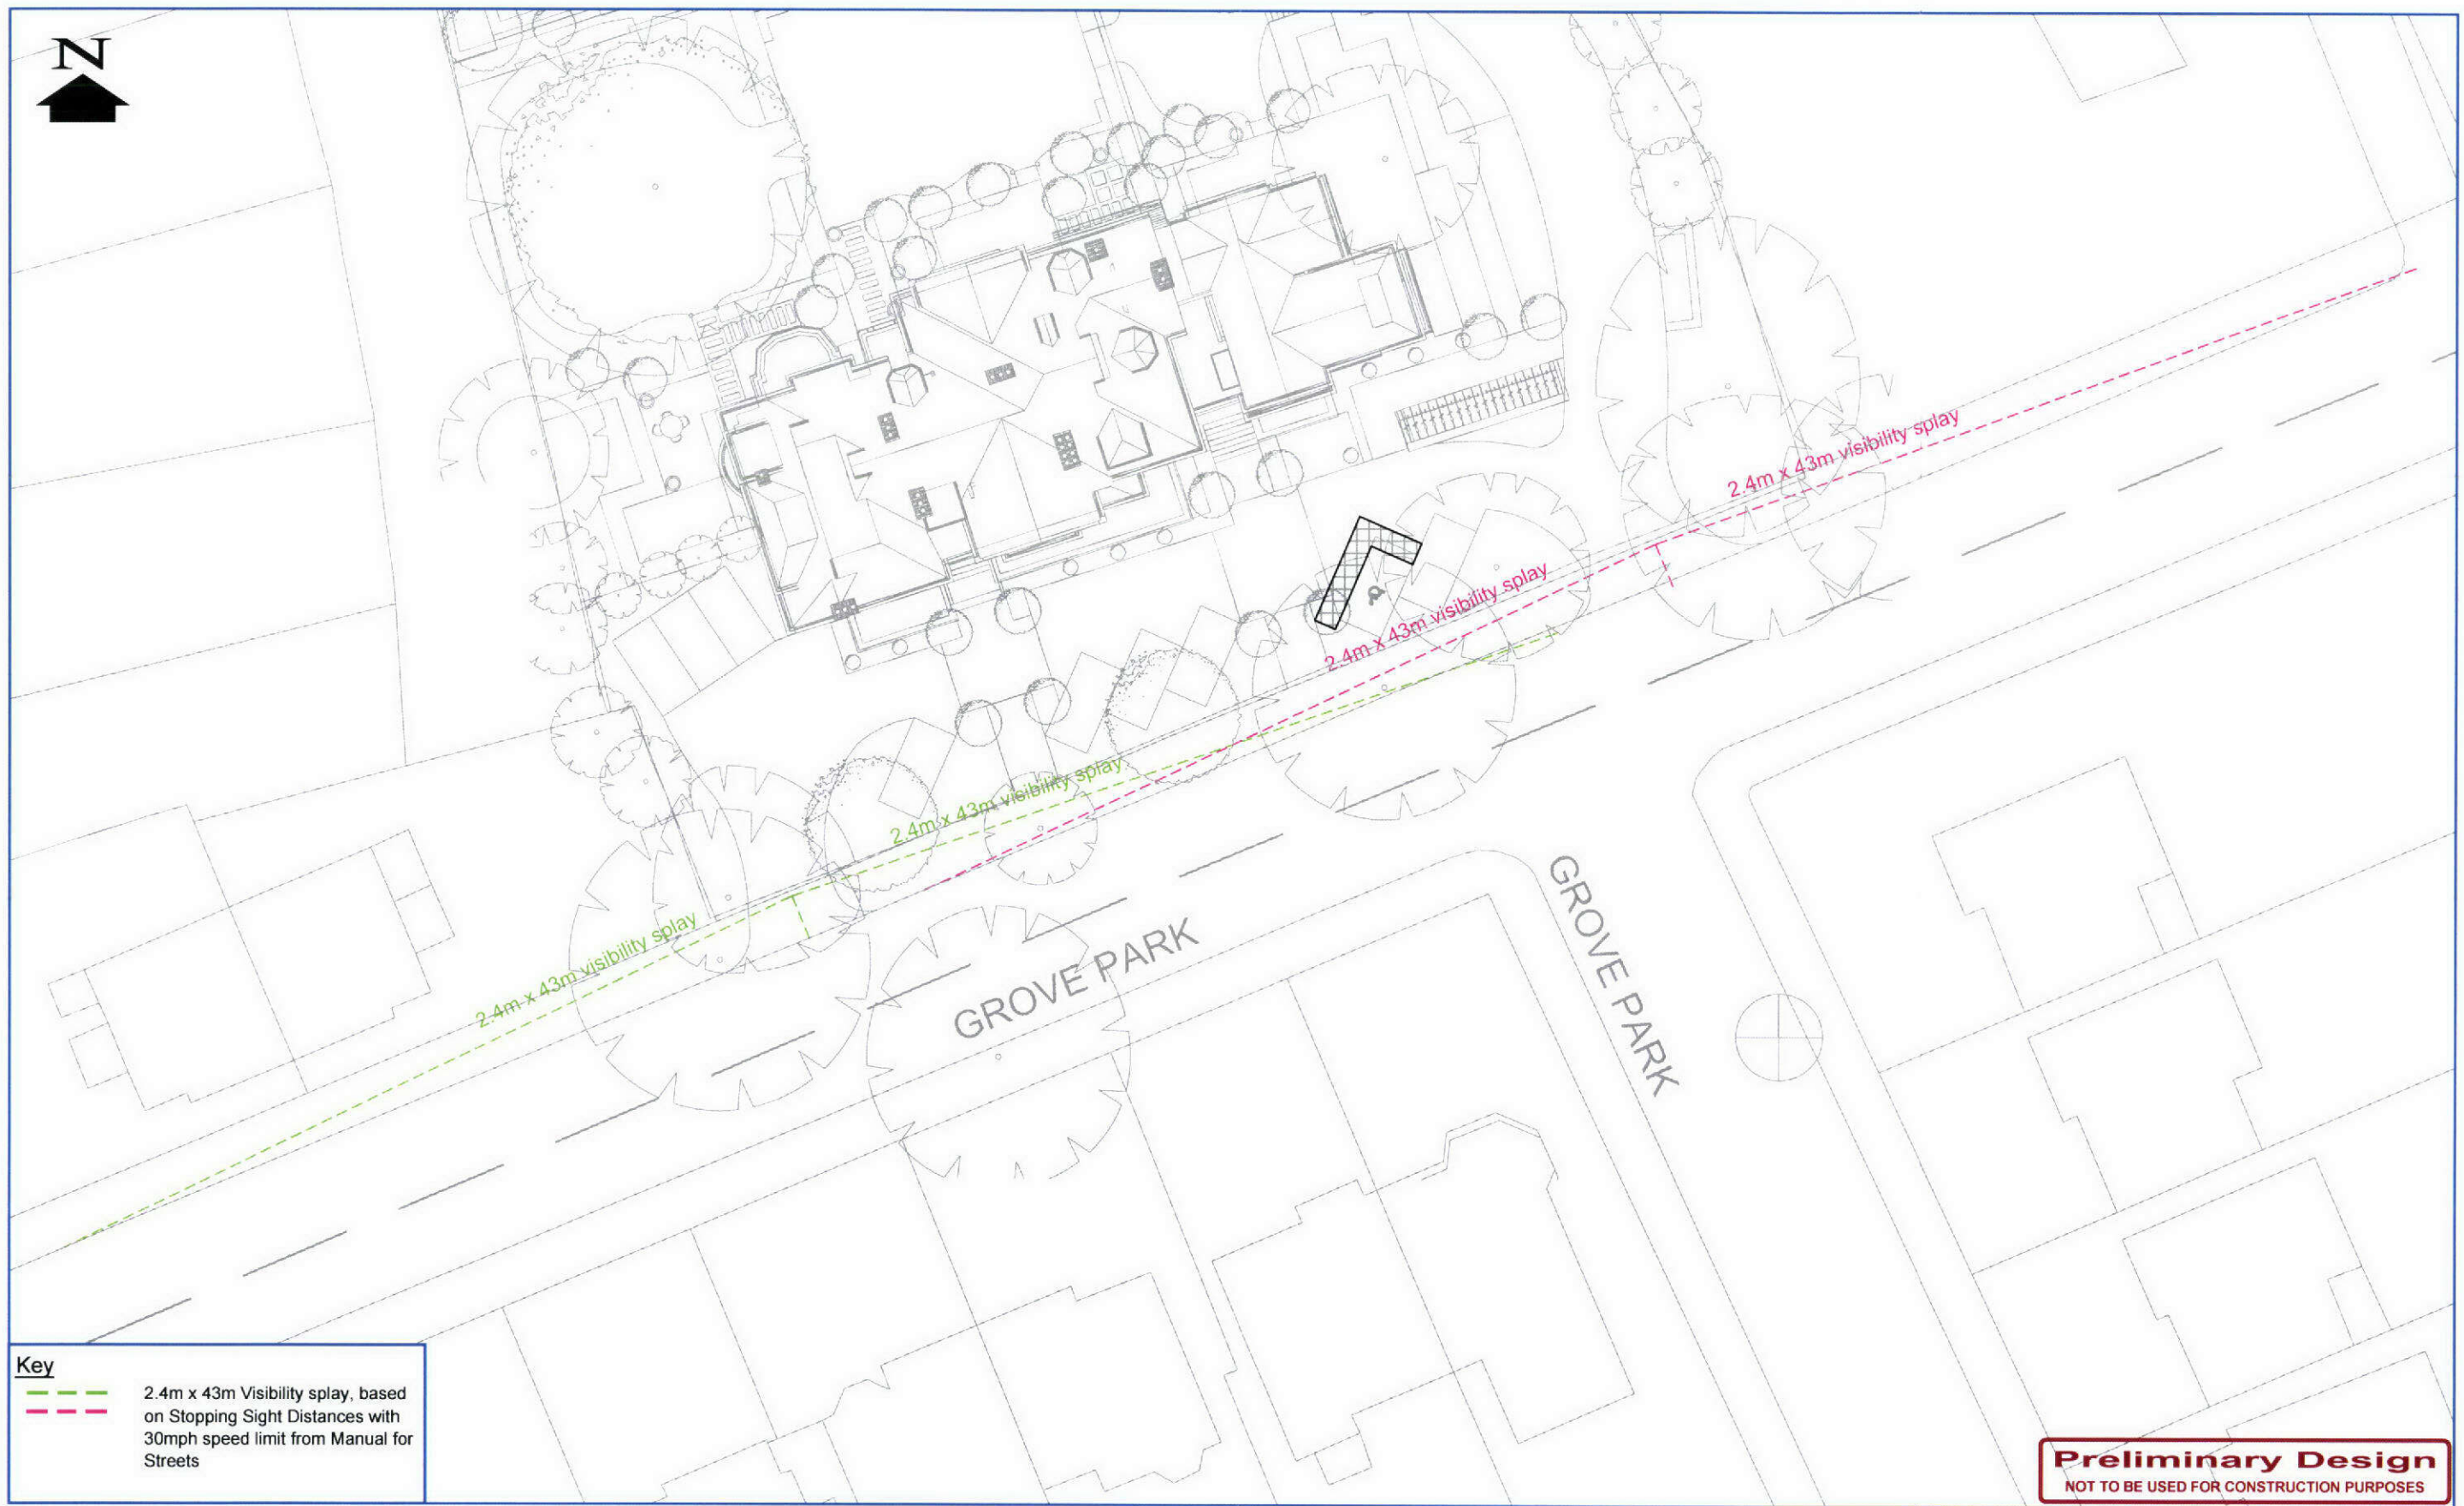 N
2.4m x 43m visibility splay
2.4m x 43m visibility splay
2.4m x 43m visibility splay
2.4m x 43m visibility splay
GROVE PARK
GROVE PARK
Key
2.4m x 43m Visibility splay, based
on Stopping Sight Distances with
30mph speed limit from Manual for
Streets
Preliminary Design
NOT TO BE USED FOR CONSTRUCTION PURPOSES